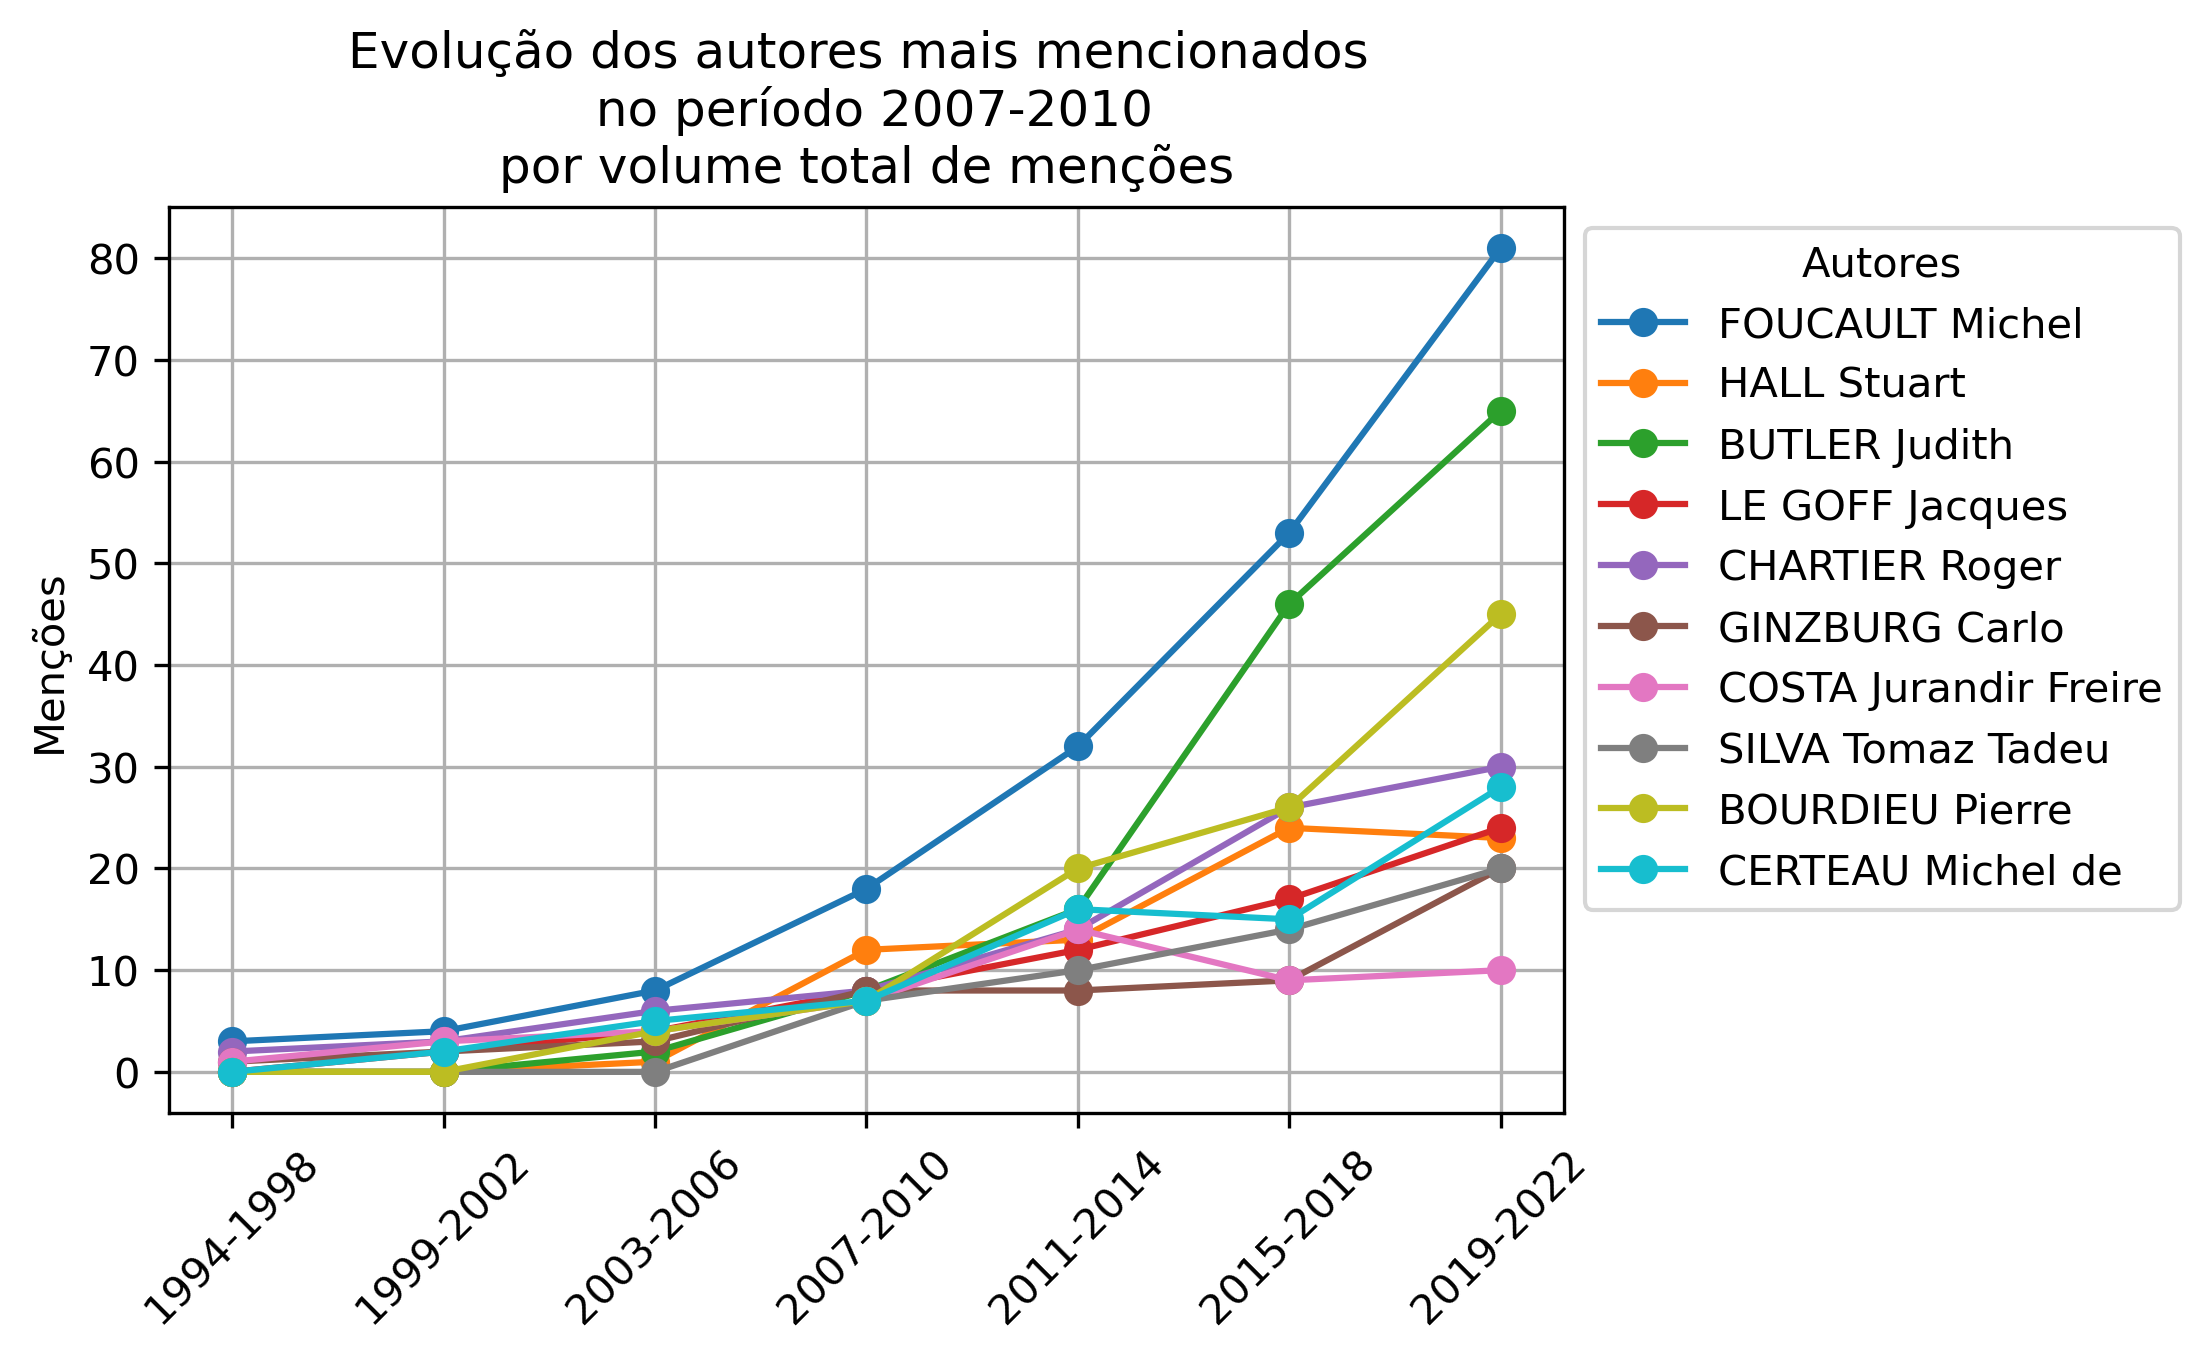 Evolução dos autores mais mencionados
no período 2007-2010
por volume total de menções
Menções
80
70
60
50
40
30
20
10
0
1994-1998
1999-2002
2003-2006
2007-2010
2011-2014
2015-2018
2019-2022
Autores
FOUCAULT Michel
HALL Stuart
BUTLER Judith
LE GOFF Jacques
CHARTIER Roger
GINZBURG Carlo
COSTA Jurandir Freire
SILVA Tomaz Tadeu
BOURDIEU Pierre
CERTEAU Michel de